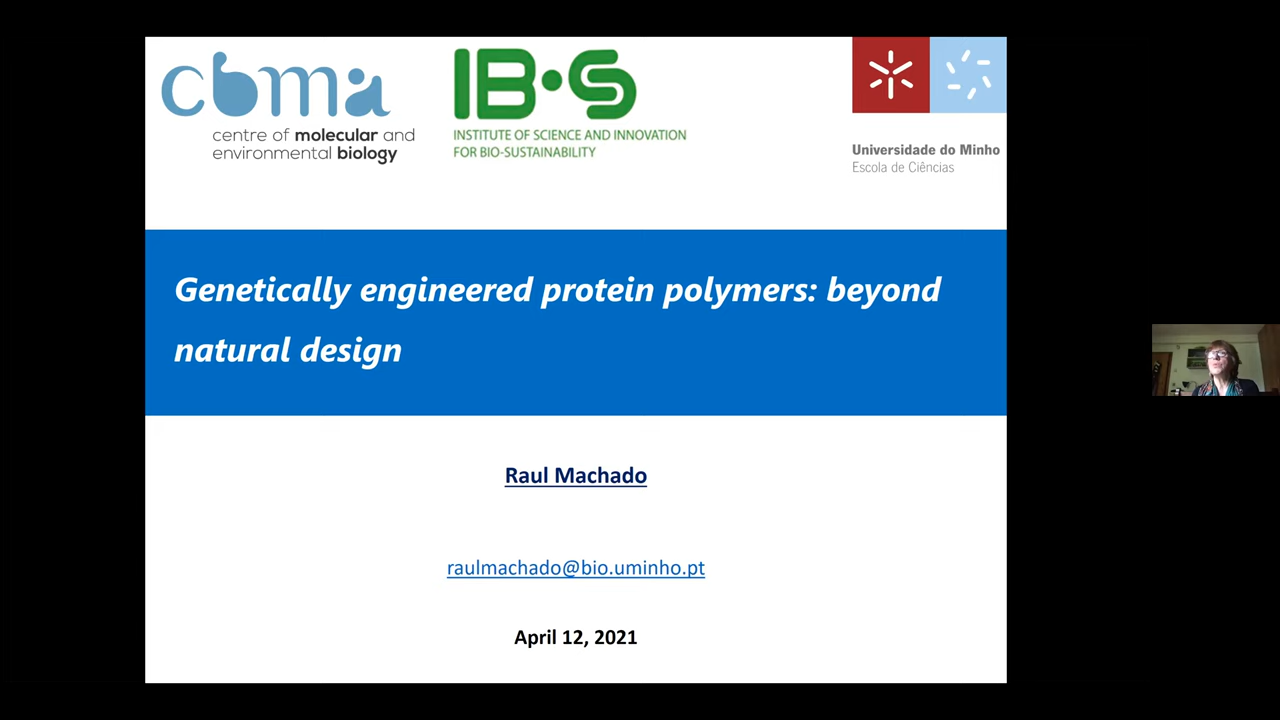 cbma
centre of molecular and
environmental biology
IB·S
INSTITUTE OF SCIENCE AND INNOVATION
FOR BIO-SUSTAINABILITY
Universidade do Minho
Escola de Ciências
Genetically engineered protein polymers: beyond
natural design
Raul Machado
raulmachado@bio.uminho.pt
April 12, 2021